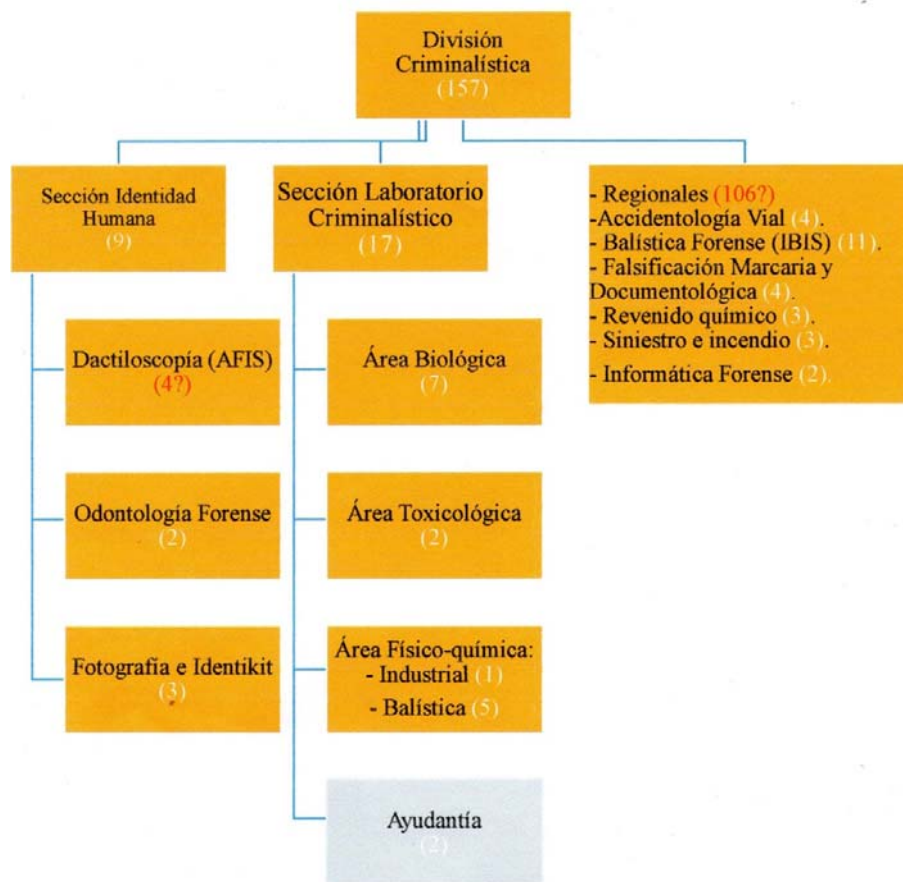 División
Criminalística
(157)
Sección Identidad
Humana
(9)
Sección Laboratorio
Criminalístico
(17)
- Regionales (106?)
-Accidentología Vial (4).
- Balística Forense (IBIS) (11).
- Falsificación Marcaria y
Documentológica (4).
- Revenido químico (3).
- Siniestro e incendio (3).
- Informática Forense (2).
Dactiloscopía (AFIS)
(4?)
Área Biológica
(7)
Odontología Forense
(2)
Área Toxicológica
(2)
Fotografía e Identikit
(3)
Área Físico-química:
- Industrial (1)
- Balística (5)
Ayudantía
(2)